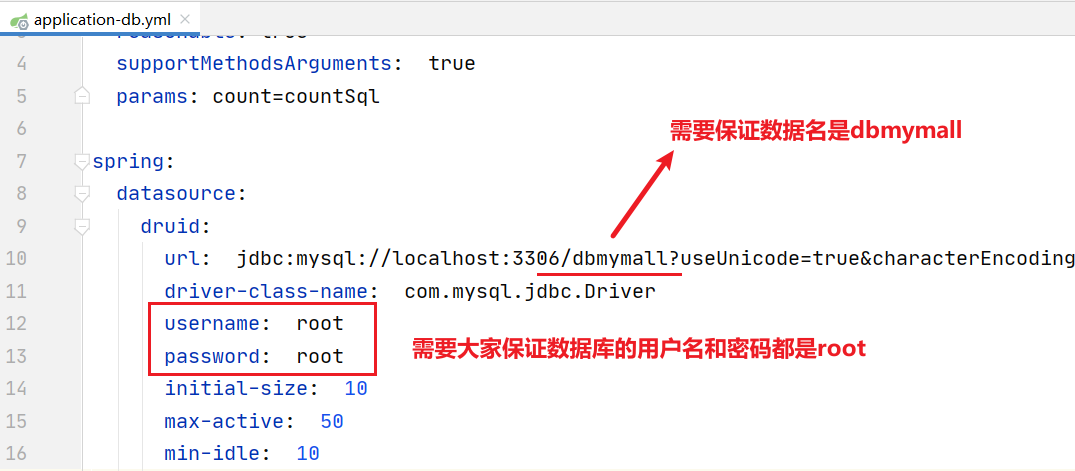 application-db.yml
reasonable: true
4 supportMethodsArguments: true
5 params: count=countSql
6
需要保证数据名是dbmymall
7 spring:
8 datasource:
9 druid:
10 url: jdbc:mysql://localhost:3306/dbmymall?useUnicode=true&characterEncoding
11 driver-class-name: com.mysql.jdbc.Driver
12 username: root
13 password: root
需要大家保证数据库的用户名和密码都是root
14 initial-size: 10
15 max-active: 50
16 min-idle: 10